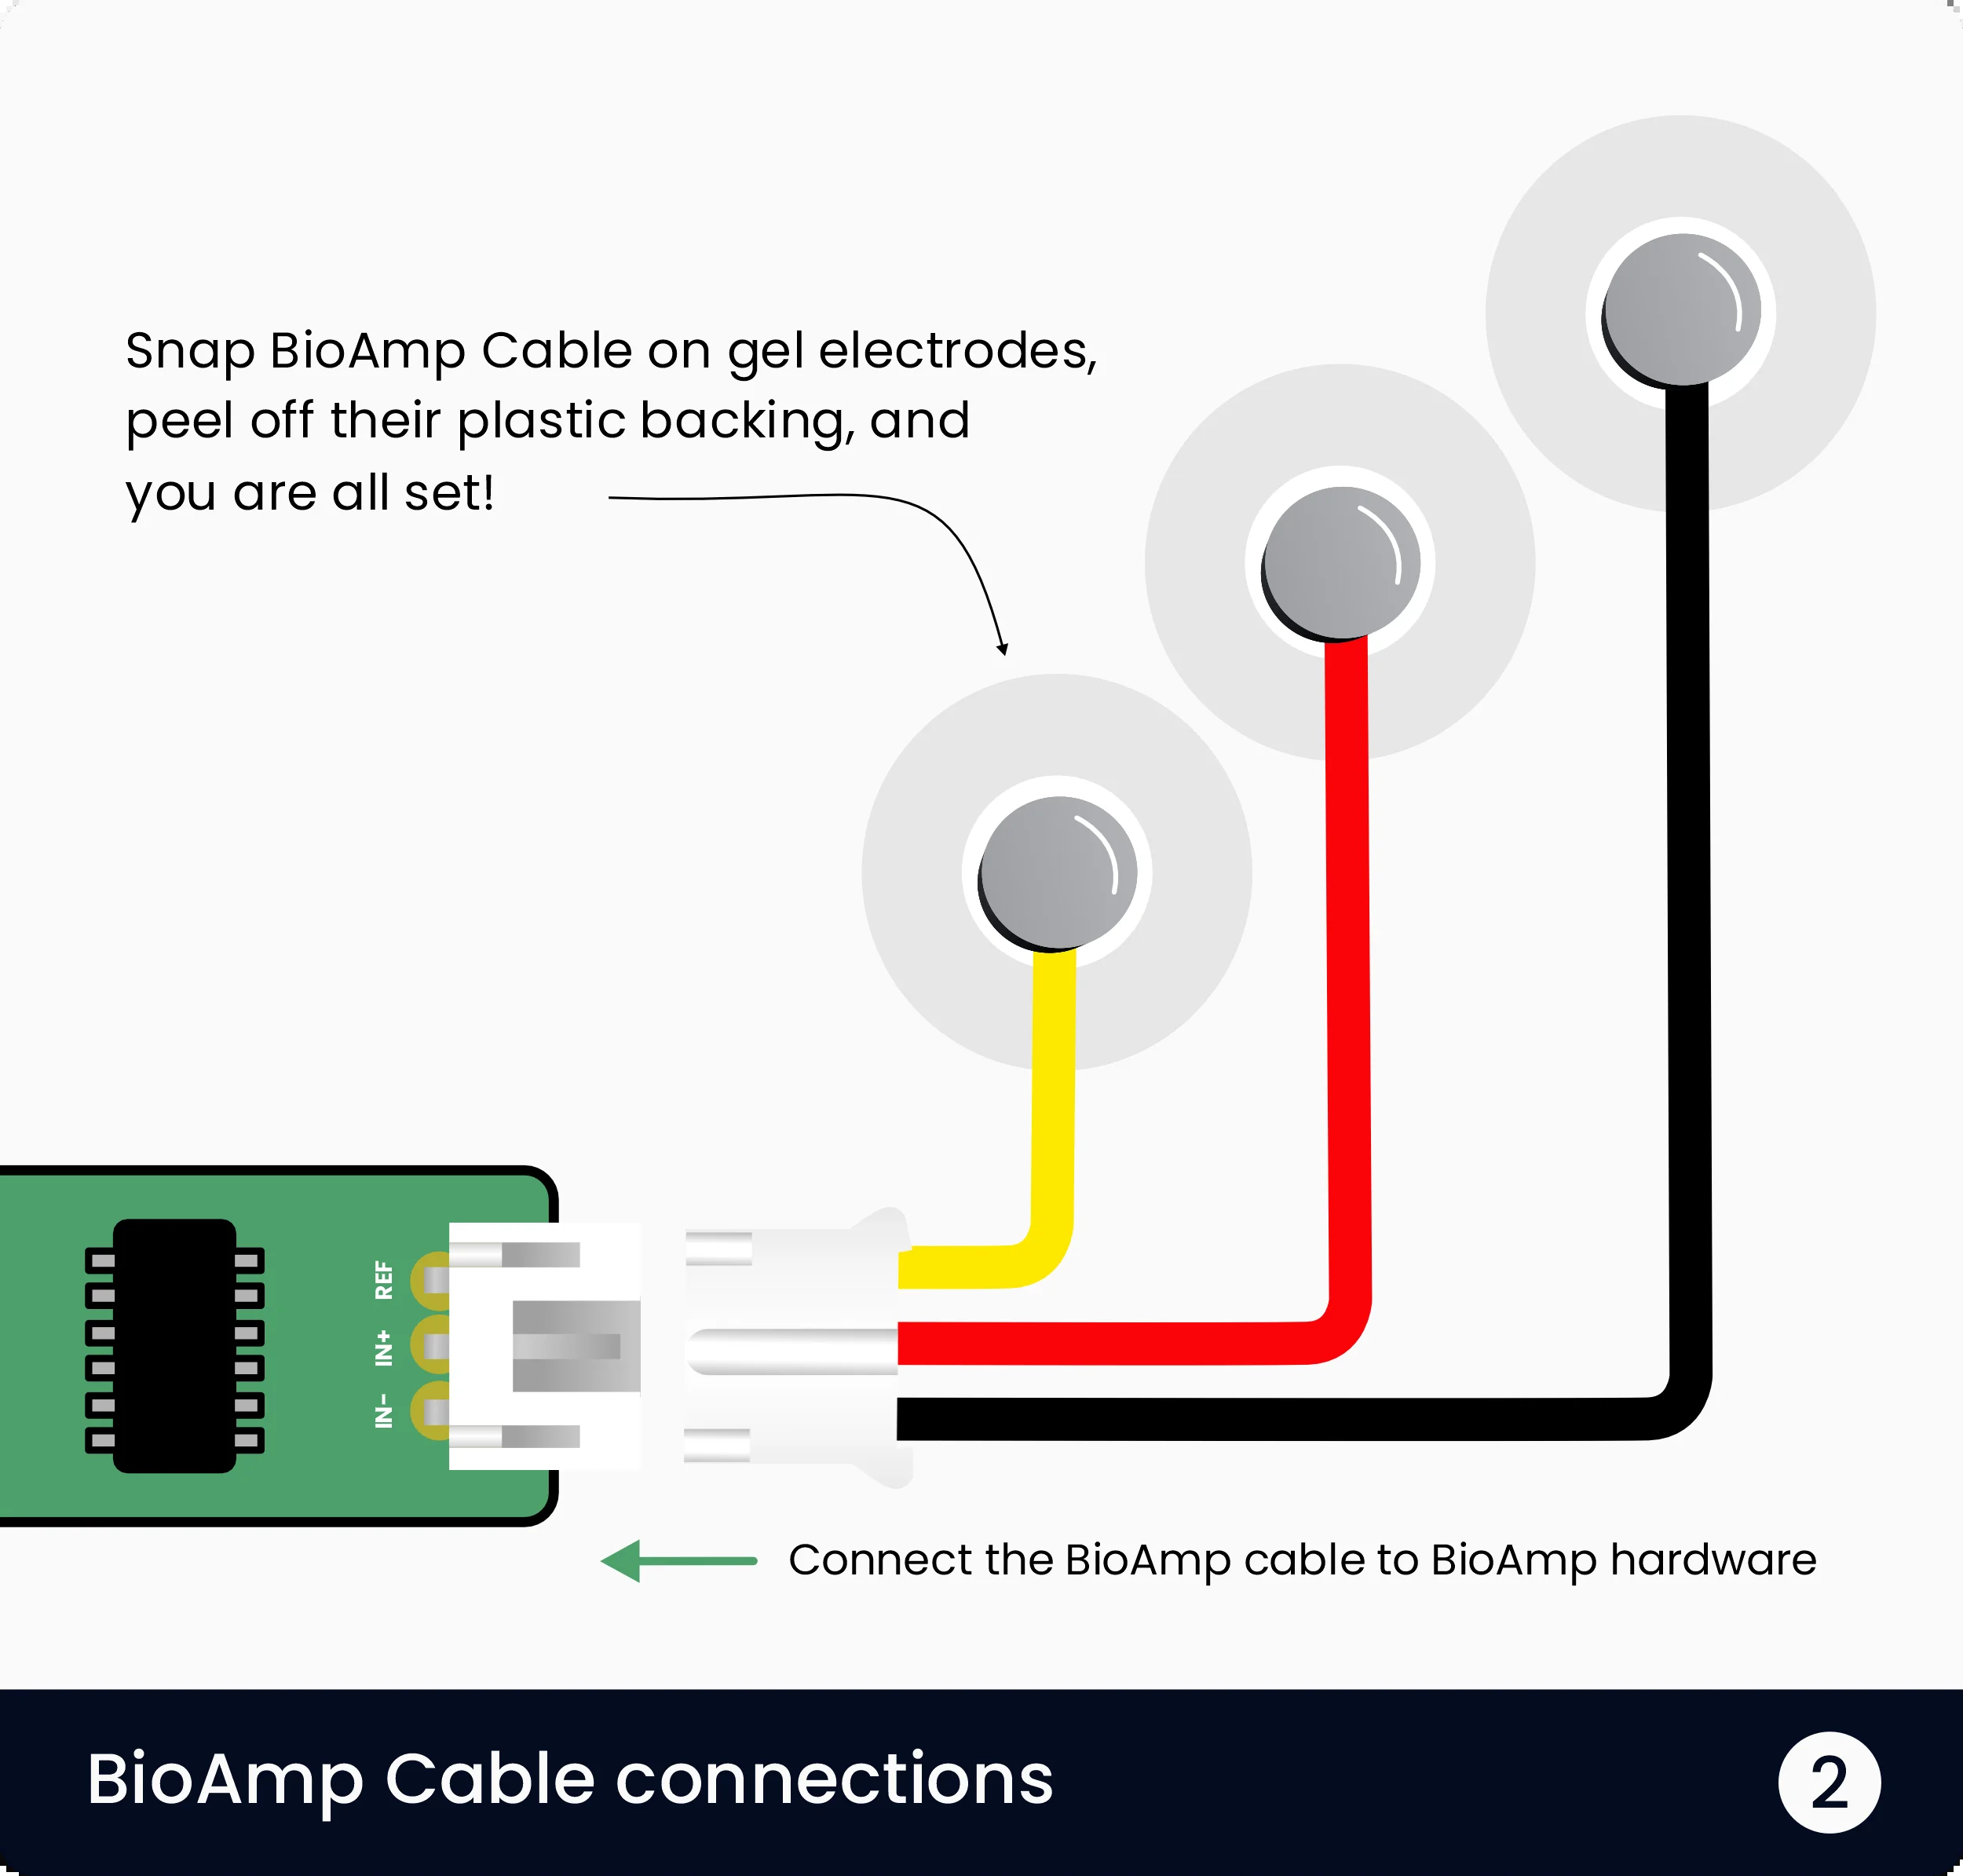 Snap BioAmp Cable on gel electrodes,
peel off their plastic backing, and
you are all set!
REF
IN+
IN-
Connect the BioAmp cable to BioAmp hardware
BioAmp Cable connections
2